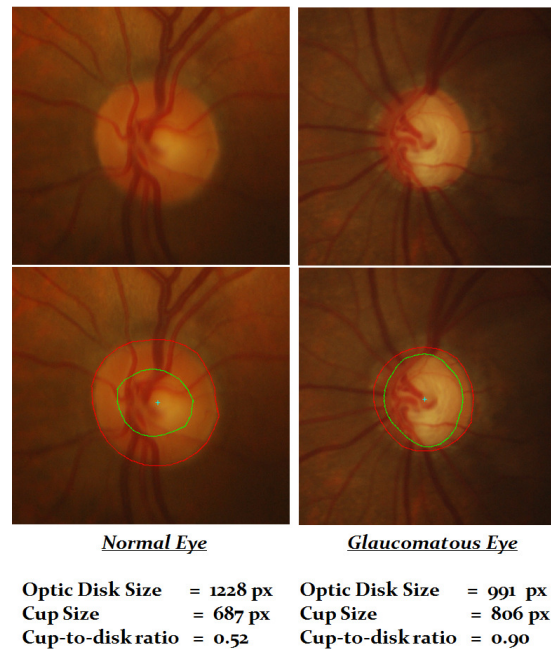 Normal Eye
Optic Disk Size = 1228 px
Cup Size = 687 px
Cup-to-disk ratio = 0.52
Glaucomatous Eye
Optic Disk Size = 991 px
Cup Size = 806 px
Cup-to-disk ratio = 0.90